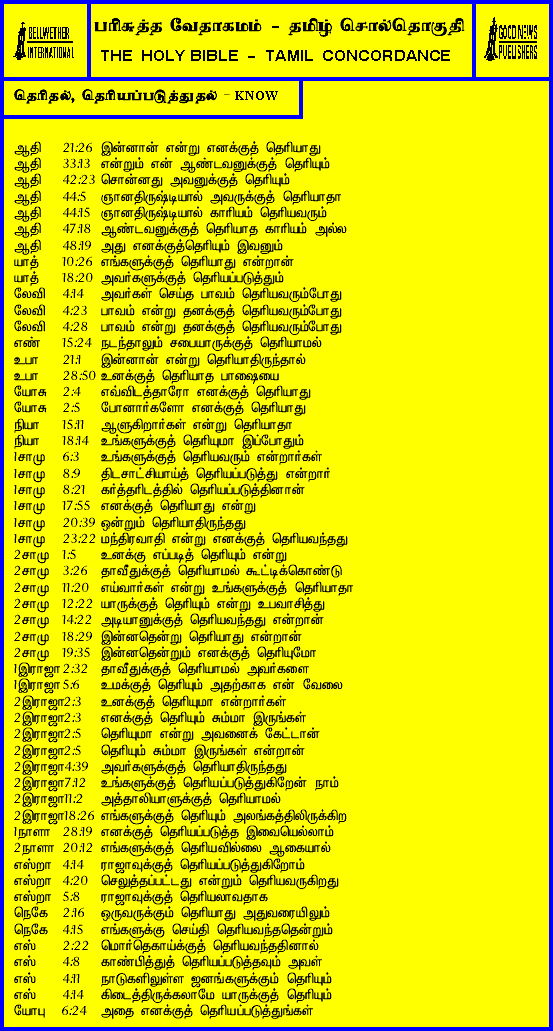 BELLWETHER
INTERNATIONAL
பரிசுத்த வேதாகமம் - தமிழ் சொல்தொகுதி
THE HOLY BIBLE - TAMIL CONCORDANCE
GOOD NEWS
PUBLISHERS
தெரிதல், தெரியப்படுத்துதல் - KNOW
ஆதி 21:26 இன்னான் என்று எனக்குத் தெரியாது
ஆதி 33:13 என்றும் என் ஆண்டவனுக்குத் தெரியும்
ஆதி 42:23 சொன்னது அவனுக்குத் தெரியும்
ஆதி 44:5 ஞானதிருஷ்டியால் அவருக்குத் தெரியாதா
ஆதி 44:15 ஞானதிருஷ்டியால் காரியம் தெரியவரும்
ஆதி 47:18 ஆண்டவனுக்குத் தெரியாத காரியம் அல்ல
ஆதி 48:19 அது எனக்குத்தெரியும் இவனும்
யாத் 10:26 எங்களுக்குத் தெரியாது என்றான்
யாத் 18:20 அவர்களுக்குத் தெரியப்படுத்தும்
லேவி 4:14 அவர்கள் செய்த பாவம் தெரியவரும்போது
லேவி 4:23 பாவம் என்று தனக்குத் தெரியவரும்போது
லேவி 4:28 பாவம் என்று தனக்குத் தெரியவரும்போது
எண் 15:24 நடந்தாலும் சபையாருக்குத் தெரியாமல்
உபா 21:1 இன்னான் என்று தெரியாதிருந்தால்
உபா 28:50 உனக்குத் தெரியாத பாஷையை
யோசு 2:4 எவ்விடத்தாரோ எனக்குத் தெரியாது
யோசு 2:5 போனார்களோ எனக்குத் தெரியாது
நியா 15:11 ஆளுகிறார்கள் என்று தெரியாதா
நியா 18:14 உங்களுக்குத் தெரியுமா இப்போதும்
1சாமு 6:3 உங்களுக்குத் தெரியவரும் என்றார்கள்
1சாமு 8:9 திடசாட்சியாய்த் தெரியப்படுத்து என்றார்
1சாமு 8:21 கர்த்தரிடத்தில் தெரியப்படுத்தினான்
1சாமு 17:55 எனக்குத் தெரியாது என்று
1சாமு 20:39 ஒன்றும் தெரியாதிருந்தது
1சாமு 23:22 மந்திரவாதி என்று எனக்குத் தெரியவந்தது
2சாமு 1:5 உனக்கு எப்படித் தெரியும் என்று
2சாமு 3:26 தாவீதுக்குத் தெரியாமல் கூட்டிக்கொண்டு
2சாமு 11:20 எய்வார்கள் என்று உங்களுக்குத் தெரியாதா
2சாமு 12:22 யாருக்குத் தெரியும் என்று உபவாசித்து
2சாமு 14:22 அடியானுக்குத் தெரியவந்தது என்றான்
2சாமு 18:29 இன்னதென்று தெரியாது என்றான்
2சாமு 19:35 இன்னதென்றும் எனக்குத் தெரியுமோ
1இராஜா 2:32 தாவீதுக்குத் தெரியாமல் அவர்களை
1இராஜா 5:6 உமக்குத் தெரியும் அதற்காக என் வேலை
2இராஜா2:3 உனக்குத் தெரியுமா என்றார்கள்
2இராஜா2:3 எனக்குத் தெரியும் சும்மா இருங்கள்
2இராஜா2:5 தெரியுமா என்று அவனைக் கேட்டான்
2இராஜா2:5 தெரியும் சும்மா இருங்கள் என்றான்
2இராஜா4:39 அவர்களுக்குத் தெரியாதிருந்தது
2இராஜா7:12 உங்களுக்குத் தெரியப்படுத்துகிறேன் நாம்
2இராஜா11:2 அத்தாலியாளுக்குத் தெரியாமல்
2இராஜா18:26 எங்களுக்குத் தெரியும் அலங்கத்திலிருக்கிற
1நாளா 28:19 எனக்குத் தெரியப்படுத்த இவையெல்லாம்
2நாளா 20:12 எங்களுக்குத் தெரியவில்லை ஆகையால்
எஸ்றா 4:14 ராஜாவுக்குத் தெரியப்படுத்துகிறோம்
எஸ்றா 4:20 செலுத்தப்பட்டது என்றும் தெரியவருகிறது
எஸ்றா 5:8 ராஜாவுக்குத் தெரியலாவதாக
நெகே 2:16 ஒருவருக்கும் தெரியாது அதுவரையிலும்
நெகே 4:15 எங்களுக்கு செய்தி தெரியவந்ததென்றும்
எஸ் 2:22 மொர்தெகாய்க்குத் தெரியவந்ததினால்
எஸ் 4:8 காண்பித்துத் தெரியப்படுத்தவும் அவள்
எஸ் 4:11 நாடுகளிலுள்ள ஜனங்களுக்கும் தெரியும்
எஸ் 4:14 கிடைத்திருக்கலாமே யாருக்குத் தெரியும்
யோபு 6:24 அதை எனக்குத் தெரியப்படுத்துங்கள்